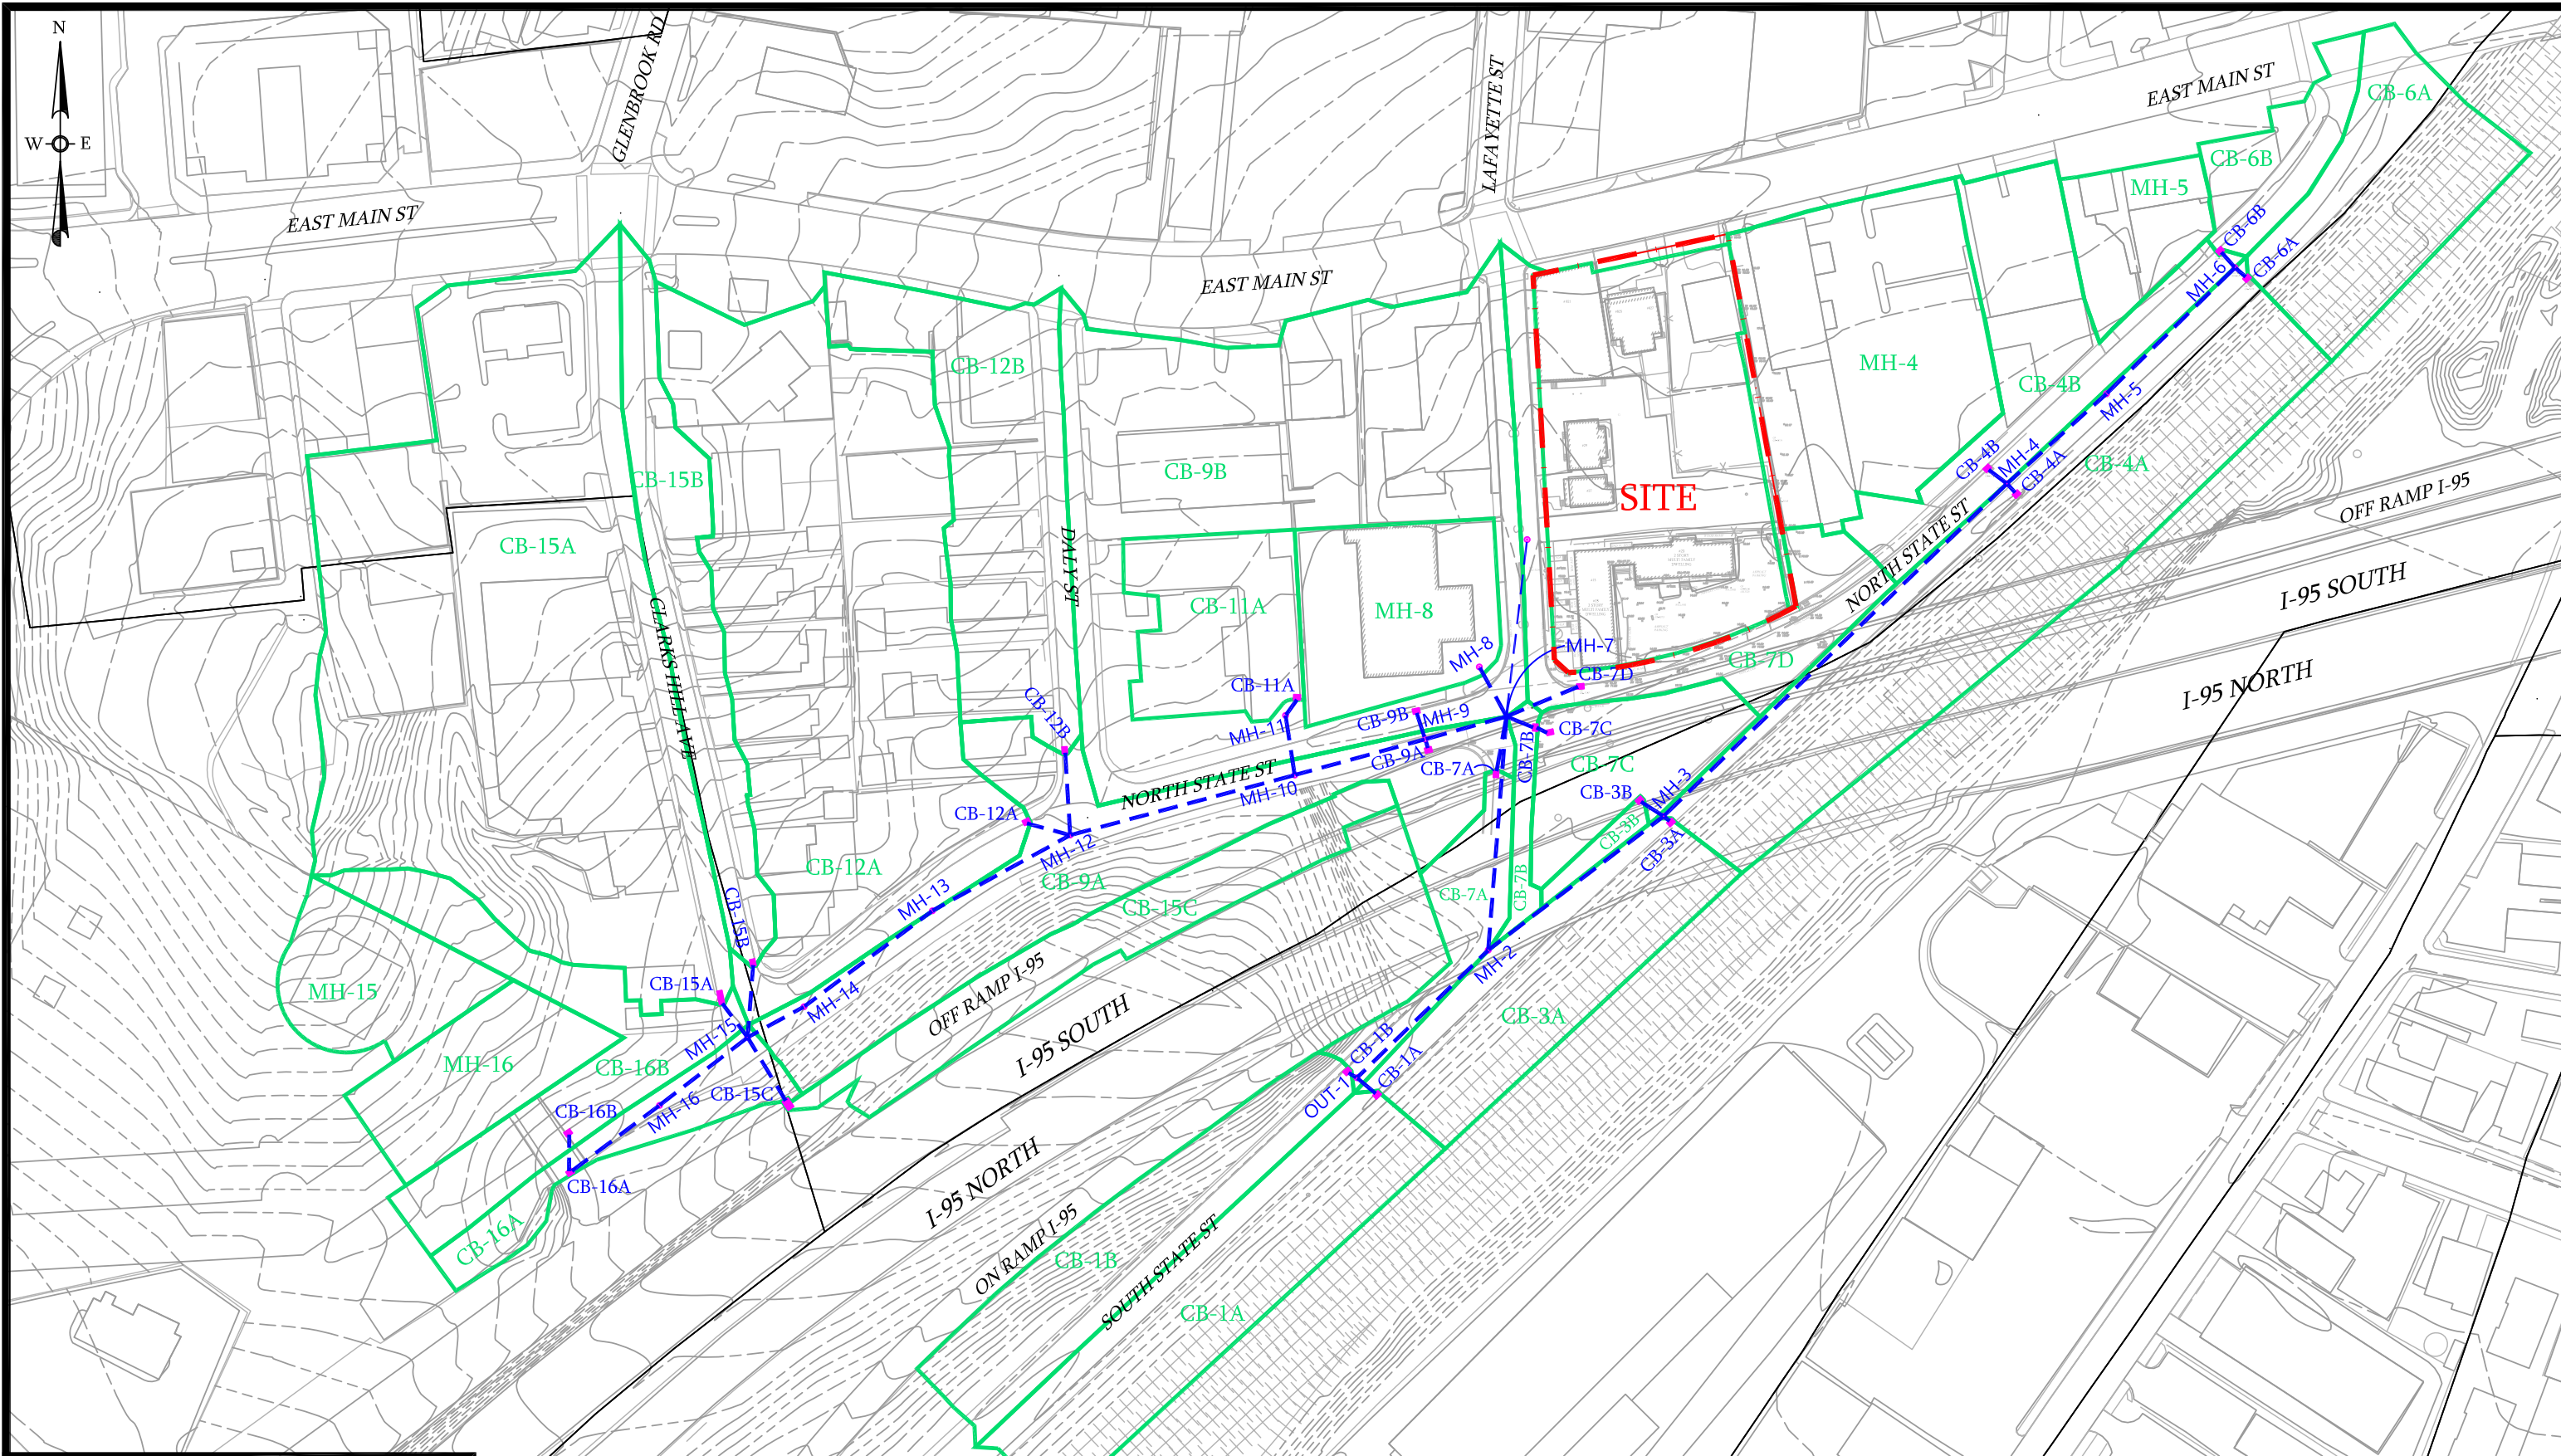 N
W
E
GLENBROOK RD
LAFAYETTE ST
EAST MAIN ST
CB-6A
CB-6B
MH-5
EAST MAIN ST
CB-6B
CB-6A
MH-6
EAST MAIN ST
CB-12B
MH-4
CB-4B
MH-5
CB-15B
CB-9B
SITE
CB-4B
MH-4
CB-4A
CB-4A
OFF RAMP I-95
CB-15A
DALY ST
NORTH STATE ST
I-95 SOUTH
CB-11A
MH-8
CLARKS HILL AVE
MH-8
MH-7
CB-7D
CB-7D
I-95 NORTH
CB-11A
CB-12B
CB-9B
MH-9
MH-11
CB-7C
CB-9A
CB-7A
CB-7B
CB-7C
NORTH STATE ST
MH-10
CB-3B
MH-3
CB-12A
CB-3B
CB-3A
MH-12
CB-12A
CB-9A
MH-13
CB-15C
CB-7A
CB-7B
CB-15B
MH-2
CB-15A
MH-15
MH-14
OFF RAMP I-95
CB-3A
I-95 SOUTH
MH-15
CB-1B
CB-1A
OUT-1
MH-16
CB-16B
CB-15C
CB-16B
MH-16
CB-16A
I-95 NORTH
CB-16A
ON RAMP I-95
CB-1B
SOUTH STATE ST
CB-1A